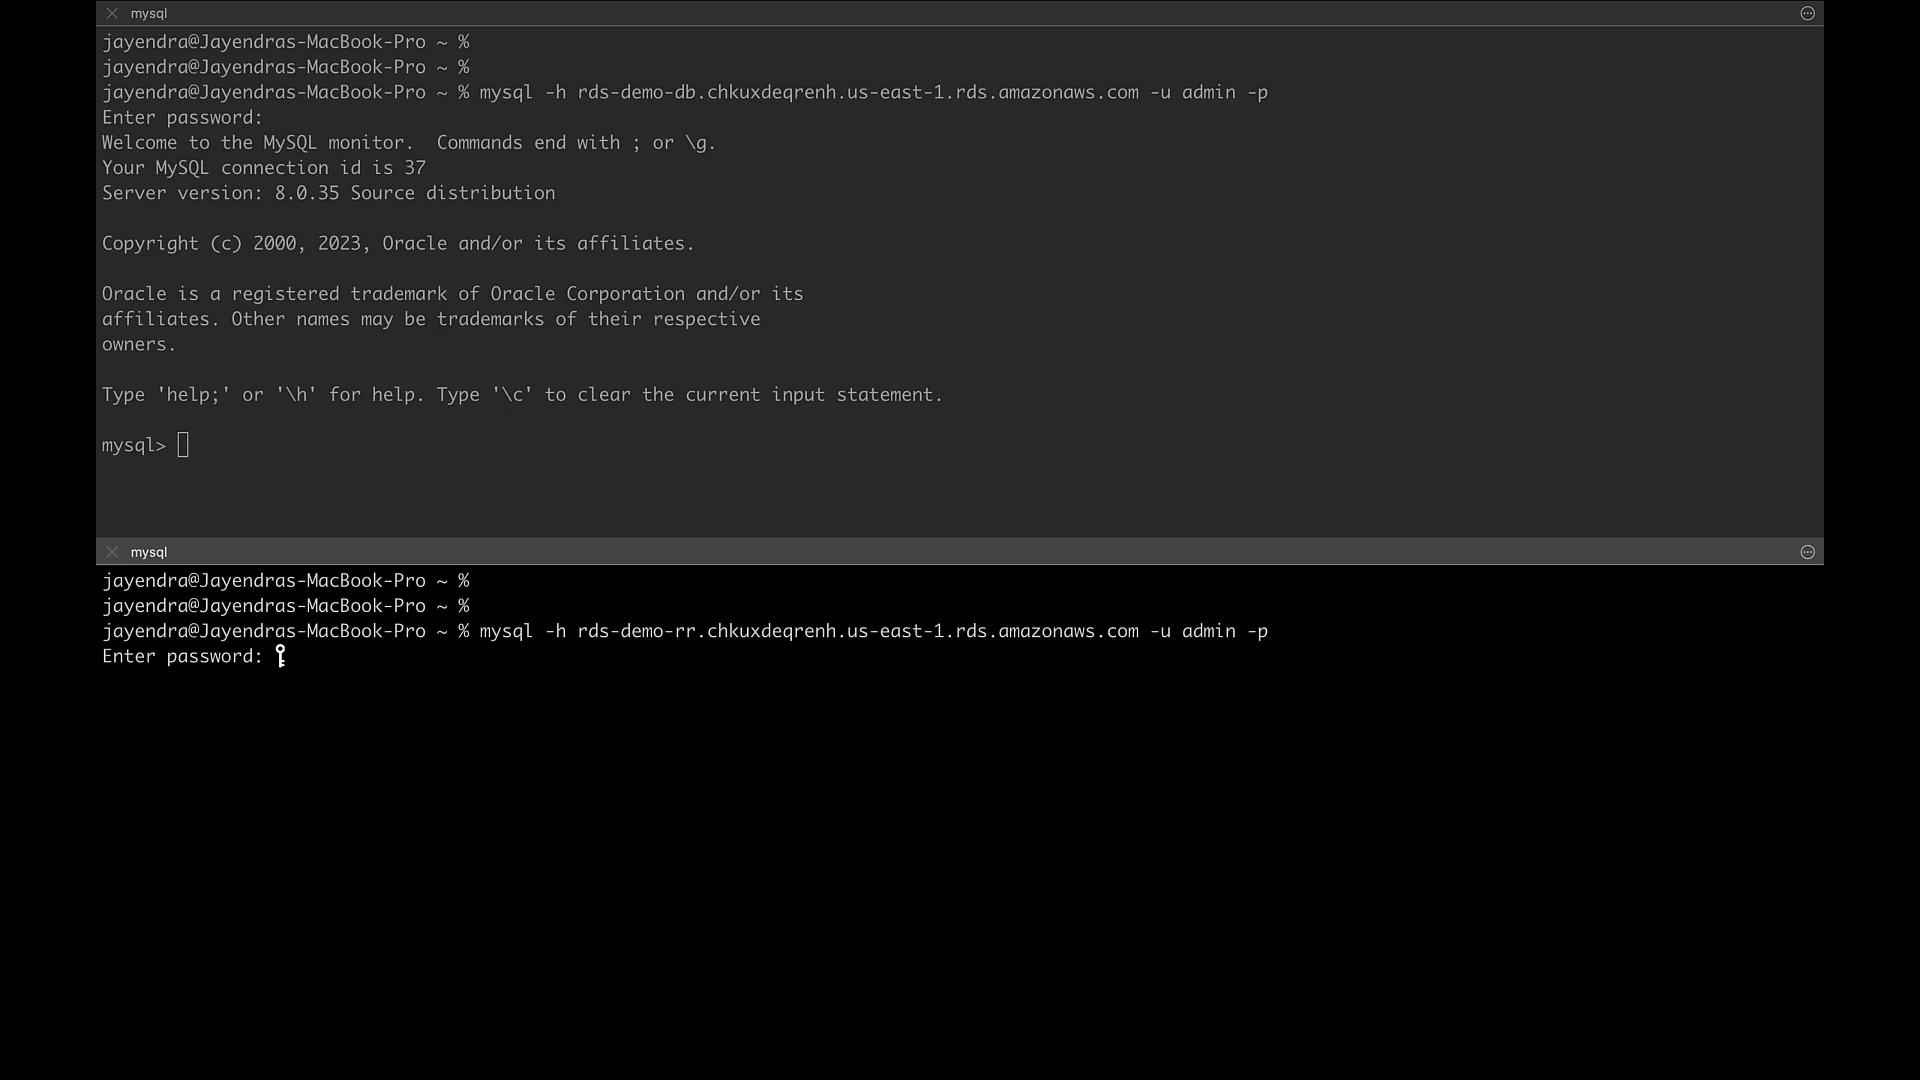 mysql
jayendra@Jayendras-MacBook-Pro ~ %
jayendra@Jayendras-MacBook-Pro ~ %
jayendra@Jayendras-MacBook-Pro ~ % mysql -h rds-demo-db.chkuxdeqrenh.us-east-1.rds.amazonaws.com -u admin -p
Enter password:
Welcome to the MySQL monitor.  Commands end with ; or \g.
Your MySQL connection id is 37
Server version: 8.0.35 Source distribution
Copyright (c) 2000, 2023, Oracle and/or its affiliates.
Oracle is a registered trademark of Oracle Corporation and/or its
affiliates. Other names may be trademarks of their respective
owners.
Type 'help;' or '\h' for help. Type '\c' to clear the current input statement.
mysql>
mysql
jayendra@Jayendras-MacBook-Pro ~ %
jayendra@Jayendras-MacBook-Pro ~ %
jayendra@Jayendras-MacBook-Pro ~ % mysql -h rds-demo-rr.chkuxdeqrenh.us-east-1.rds.amazonaws.com -u admin -p
Enter password: